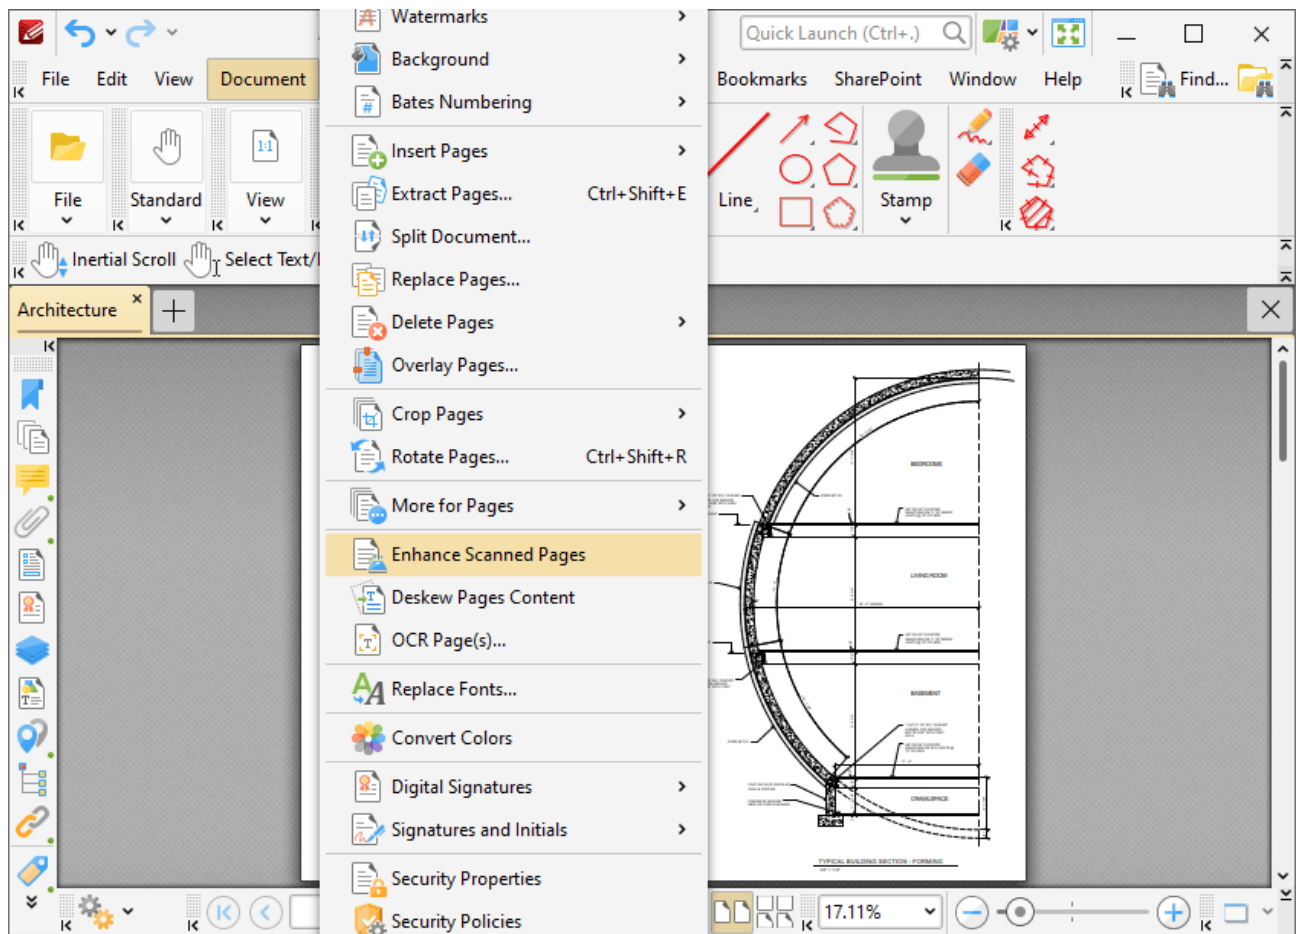 Quick Launch (Ctrl+.)
File
Edit
View
Document
Bookmarks
SharePoint
Window
Help
Find...
1:1
File
Standard
View
Line
Stamp
Inertial Scroll
Select Text/
Architecture
Watermarks
Background
Bates Numbering
Insert Pages
Extract Pages... Ctrl+Shift+E
Split Document...
Replace Pages...
Delete Pages
Overlay Pages...
Crop Pages
Rotate Pages... Ctrl+Shift+R
More for Pages
Enhance Scanned Pages
Deskew Pages Content
OCR Page(s)...
Replace Fonts...
Convert Colors
Digital Signatures
Signatures and Initials
Security Properties
Security Policies
BEDROOMS
LIVING ROOM
BASEMENT
CRAWLSPACE
TYPICAL BUILDING SECTION - FORMING
17.11%